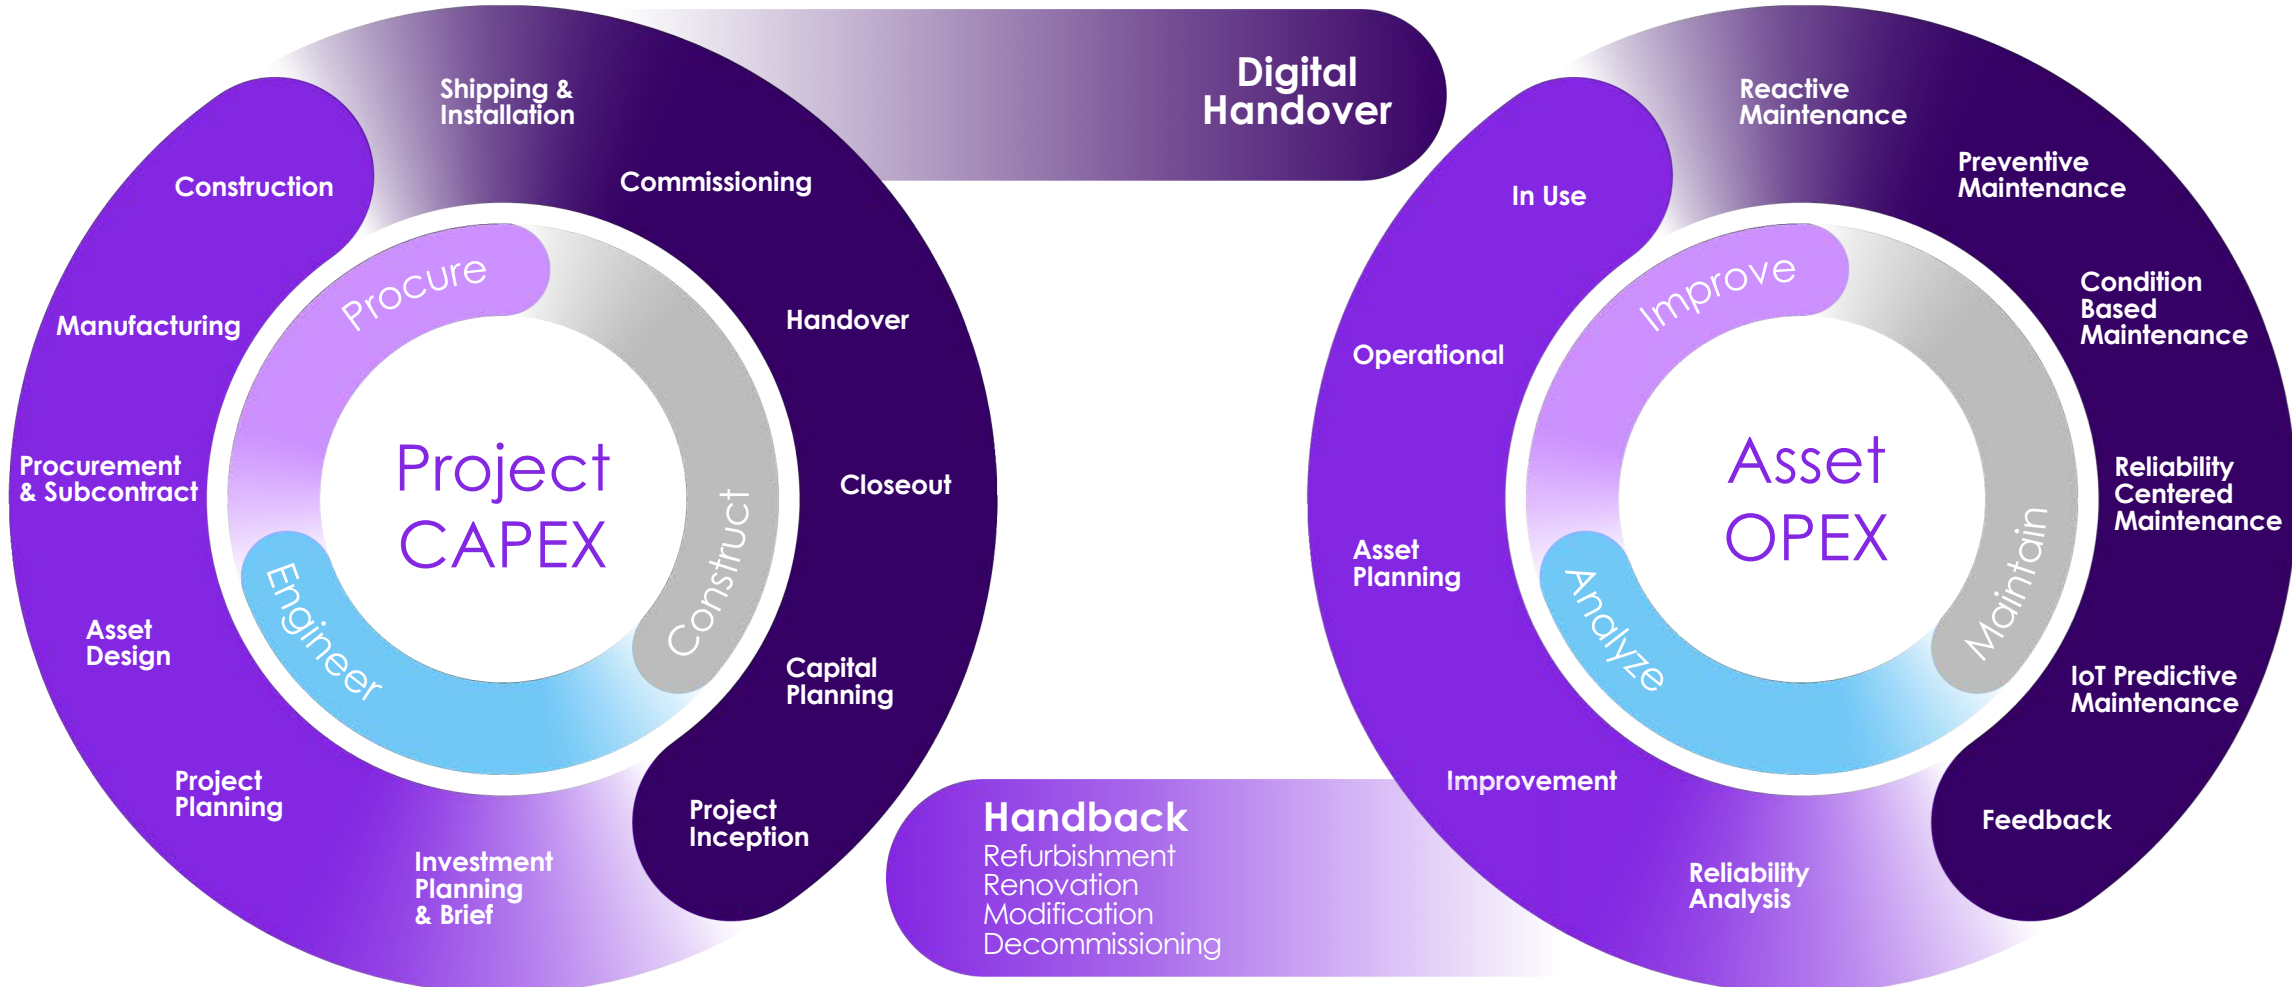 Shipping &
Installation
Commissioning
Handover
Closeout
Capital
Planning
Project
Inception
Investment
Planning
& Brief
Project
Planning
Asset
Design
Procurement
& Subcontract
Manufacturing
Construction
Procure
Construct
Engineer
Project
CAPEX
Digital
Handover
Handback
Refurbishment
Renovation
Modification
Decommissioning
Reactive
Maintenance
Preventive
Maintenance
Condition
Based
Maintenance
Reliability
Centered
Maintenance
IoT Predictive
Maintenance
Feedback
Reliability
Analysis
Improvement
Asset
Planning
Operational
In Use
Improve
Maintain
Analyze
Asset
OPEX